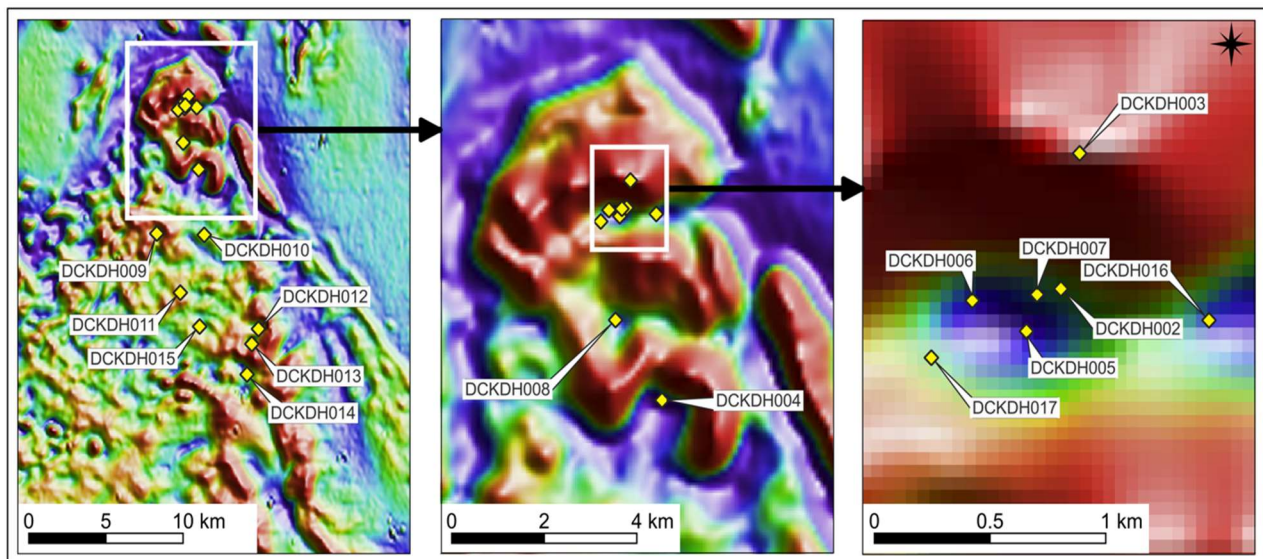 DCKDH009
DCKDH010
DCKDH011
DCKDH012
DCKDH015
DCKDH013
DCKDH014
0 5 10 km
DCKDH008
DCKDH004
0 2 4 km
DCKDH003
DCKDH007
DCKDH006
DCKDH016
DCKDH002
DCKDH005
DCKDH017
0 0.5 1 km